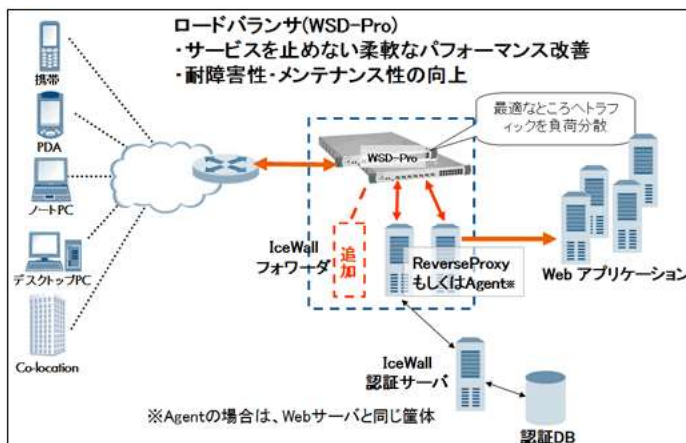 ロードバランサ(WSD-Pro)
・サービスを止めない柔軟なパフォーマンス改善
・耐障害性・メンテナンス性の向上
携帯
PDA
ノートPC
デスクトップPC
Co-location
最適なところへトラフ
ィックを負荷分散
WSD-Pro
IceWall
フォワーダ
追加
ReverseProxy
もしくはAgent※
Web アプリケーション
IceWall
認証サーバ
認証DB
※Agentの場合は、Webサーバと同じ筐体